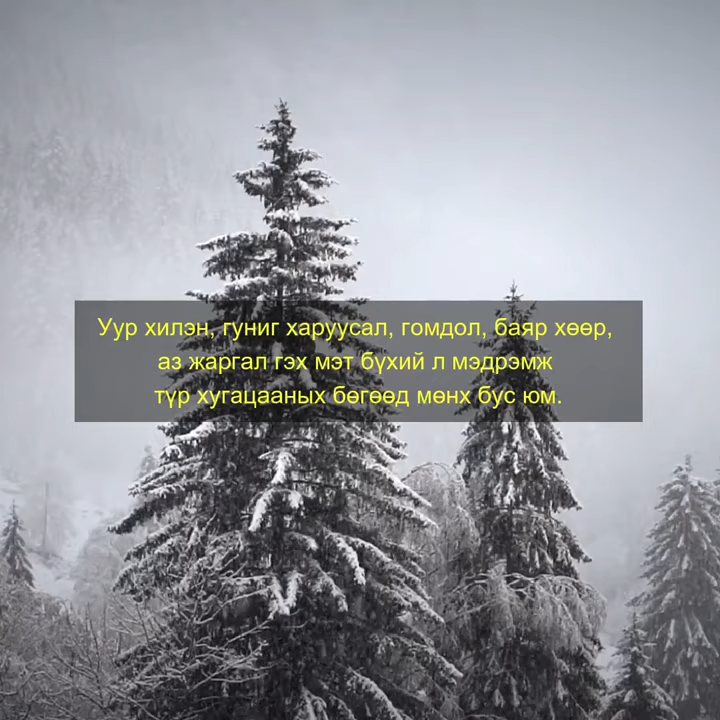 Уур хилэн, гуниг харуусал, гомдол, баяр хөөр,
аз жаргал гэх мэт бүхий л мэдрэмж
түр хугацааных бөгөөд мөнх бус юм.